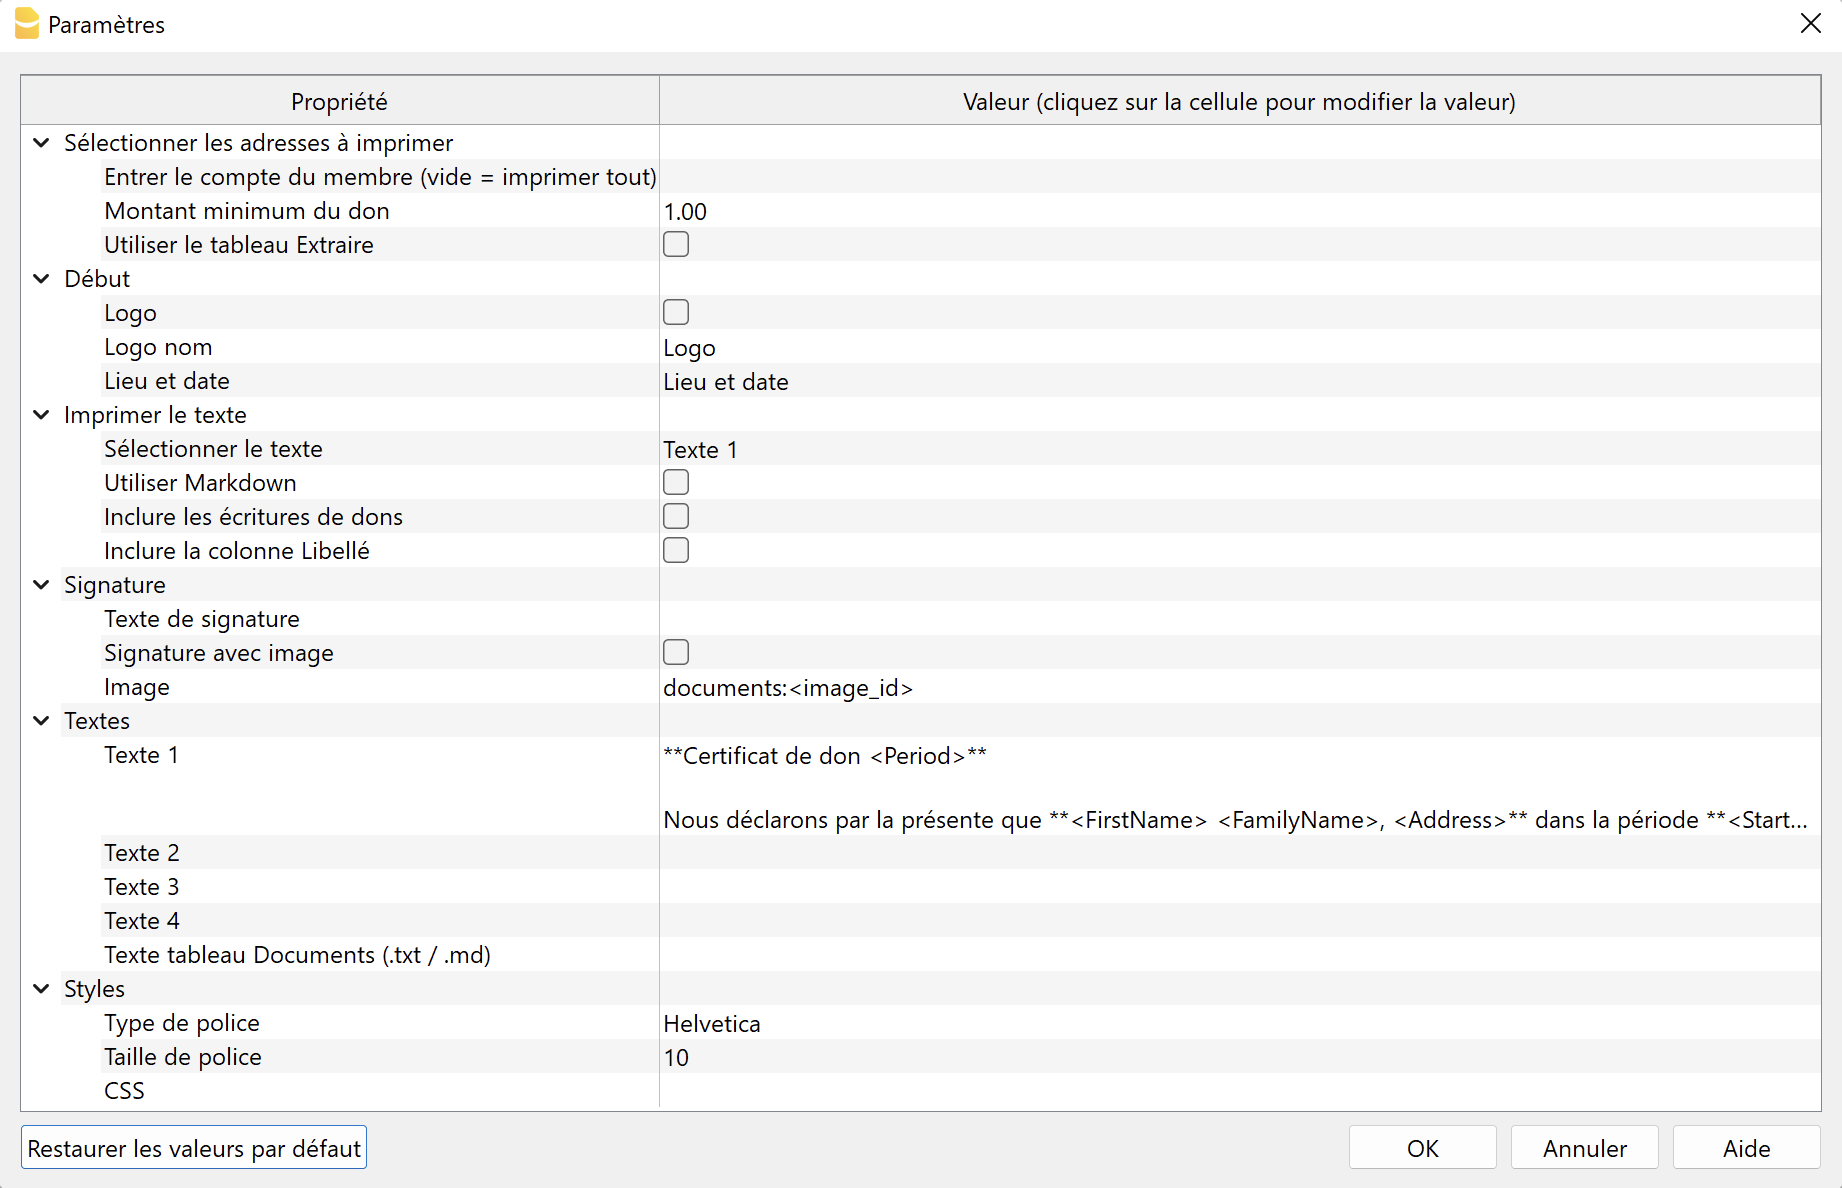 Paramètres
Propriété Valeur (cliquez sur la cellule pour modifier la valeur)
Sélectionner les adresses à imprimer
Entrer le compte du membre (vide = imprimer tout)
Montant minimum du don 1.00
Utiliser le tableau Extraire
Début
Logo
Logo nom Logo
Lieu et date Lieu et date
Imprimer le texte
Sélectionner le texte Texte 1
Utiliser Markdown
Inclure les écritures de dons
Inclure la colonne Libellé
Signature
Texte de signature
Signature avec image
Image documents:<image_id>
Textes
Texte 1 **Certificat de don <Period>**
Nous déclarons par la présente que **<FirstName> <FamilyName>, <Address>** dans la période **<Start...
Texte 2
Texte 3
Texte 4
Texte tableau Documents (.txt / .md)
Styles
Type de police Helvetica
Taille de police 10
CSS
Restaurer les valeurs par défaut OK Annuler Aide